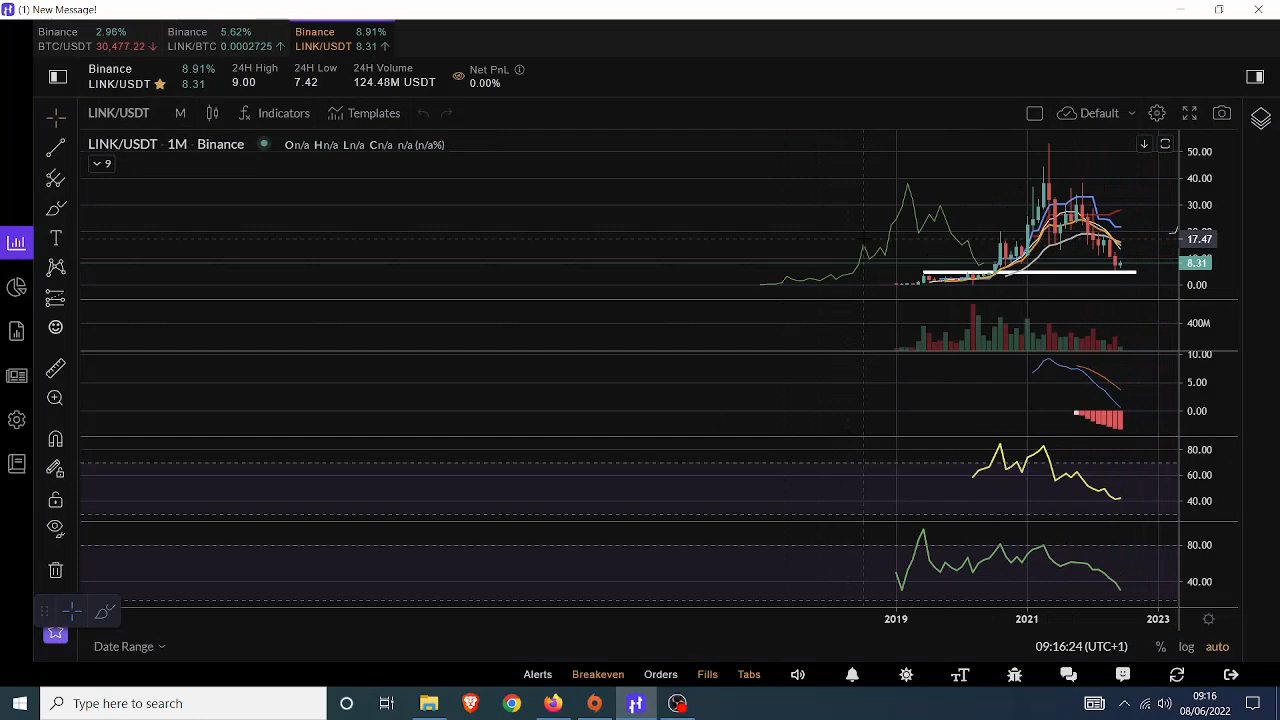 (1) New Message!
Binance 2.96%
BTC/USDT 30,477.22 ↓
Binance 5.62%
LINK/BTC 0.0002725 ↑
Binance 8.91%
LINK/USDT 8.31 ↑
Binance 8.91%
LINK/USDT 8.31
24H High
9.00
24H Low
7.42
24H Volume
124.48M USDT
Net PnL
0.00%
LINK/USDT M Indicators Templates Default
LINK/USDT · 1M · Binance On/a Hn/a Ln/a Cn/a n/a (n/a%)
9
50.00
40.00
30.00
17.47
8.31
0.00
400M
10.00
5.00
0.00
80.00
60.00
40.00
80.00
40.00
2019 2021 2023
Date Range 09:16:24 (UTC+1) % log auto
Alerts Breakeven Orders Fills Tabs
Type here to search
09:16
08/06/2022